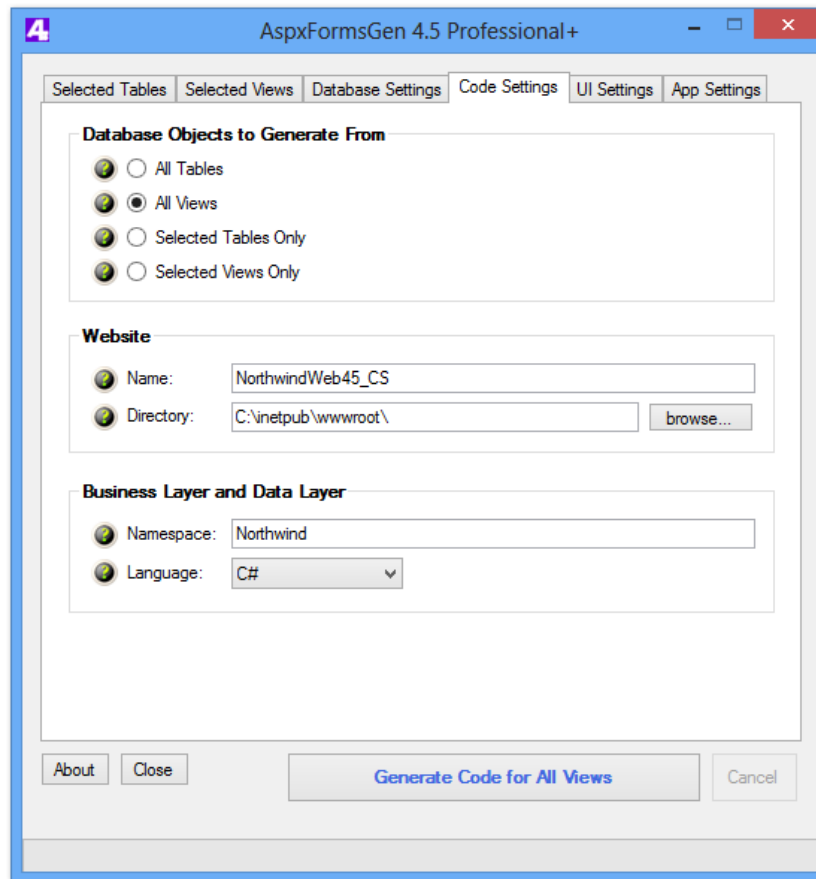 4 AspxFormsGen 4.5 Professional+
Selected Tables Selected Views Database Settings Code Settings UI Settings App Settings
Database Objects to Generate From
? All Tables
? All Views
? Selected Tables Only
? Selected Views Only
Website
? Name: NorthwindWeb45_CS
? Directory: C:\inetpub\wwwroot\ browse...
Business Layer and Data Layer
? Namespace: Northwind
? Language: C#
About Close Generate Code for All Views Cancel